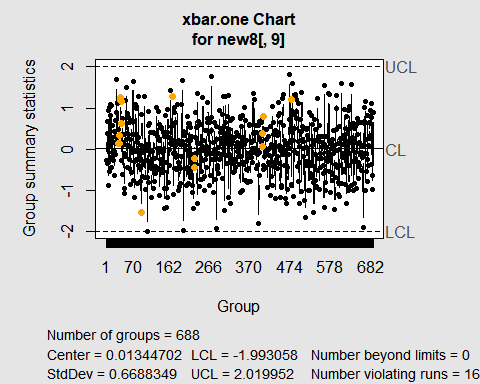 xbar.one Chart
for new8[, 9]
Group summary statistics
2
1
0
-1
-2
UCL
CL
LCL
1 70 162 266 370 474 578 682
Group
Number of groups = 688
Center = 0.01344702 LCL = -1.993058 Number beyond limits = 0
StdDev = 0.6688349 UCL = 2.019952 Number violating runs = 16